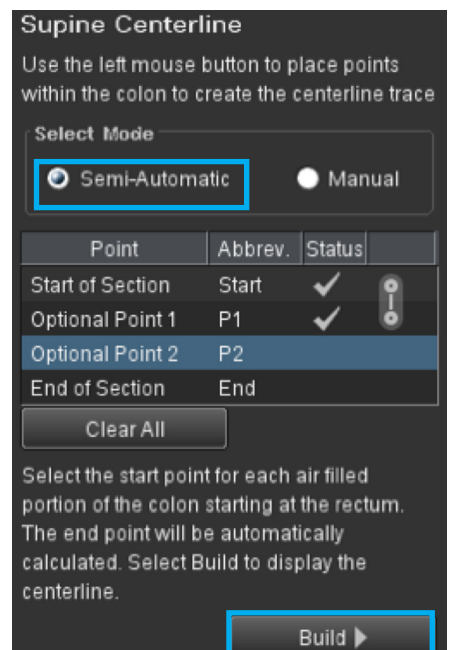 Supine Centerline
Use the left mouse button to place points
within the colon to create the centerline trace
Select Mode
Semi-Automatic Manual
Point Abbrev. Status
Start of Section Start
Optional Point 1 P1
Optional Point 2 P2
End of Section End
Clear All
Select the start point for each air filled
portion of the colon starting at the rectum.
The end point will be automatically
calculated. Select Build to display the
centerline.
Build